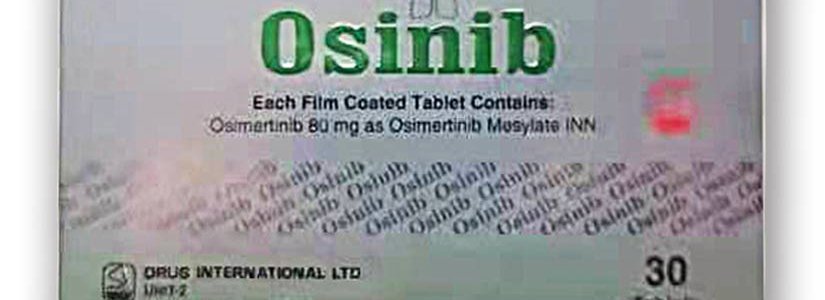 Osinib
Each Film Coated Tablet Contains:
Osimertinib 80 mg as Osimertinib Mesylate INN
Osinib Osinib Osinib Osinib Osinib Osinib Osinib
Osinib Osinib Osinib Osinib Osinib Osinib Osinib
Osinib Osinib Osinib Osinib Osinib Osinib Osinib
DRUG INTERNATIONAL LTD
UNIT-2
30